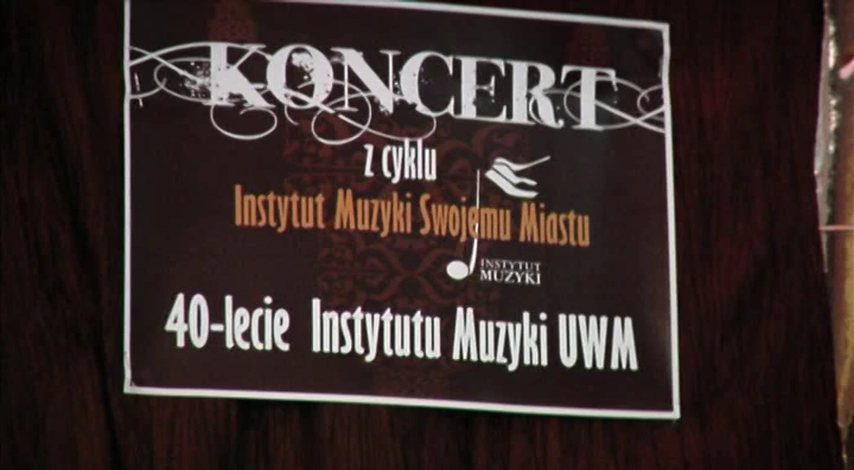 KONCERT
z cyklu
Instytut Muzyki Swojemu Miastu
INSTYTUT
MUZYKI
40-lecie Instytutu Muzyki UWM